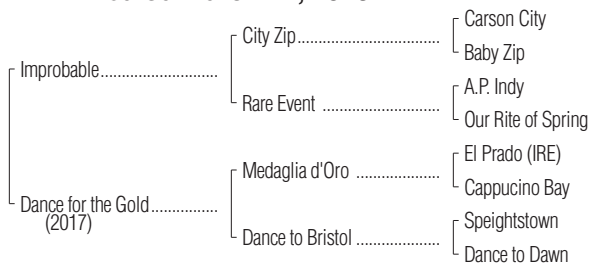 City Zip
Carson City
Baby Zip
Improbable
Rare Event
A.P. Indy
Our Rite of Spring
Medaglia d'Oro
El Prado (IRE)
Cappucino Bay
Dance for the Gold
(2017)
Dance to Bristol
Speightstown
Dance to Dawn